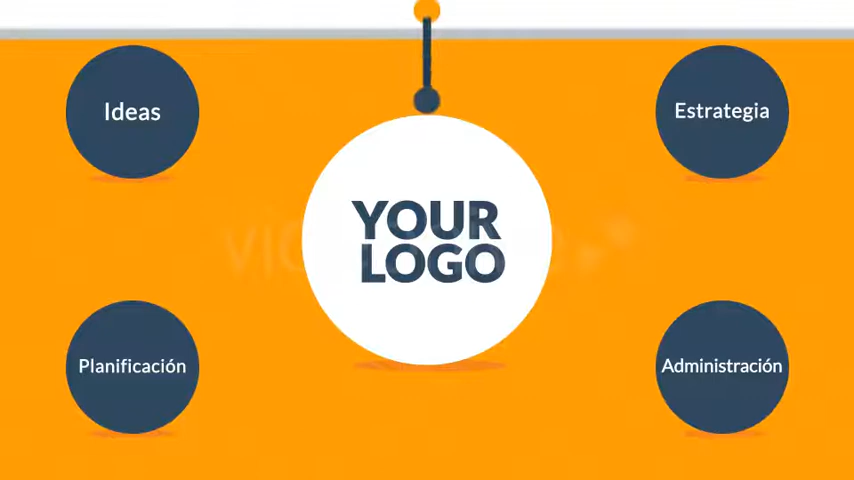 Ideas
Estrategia
YOUR
LOGO
Planificación
Administración